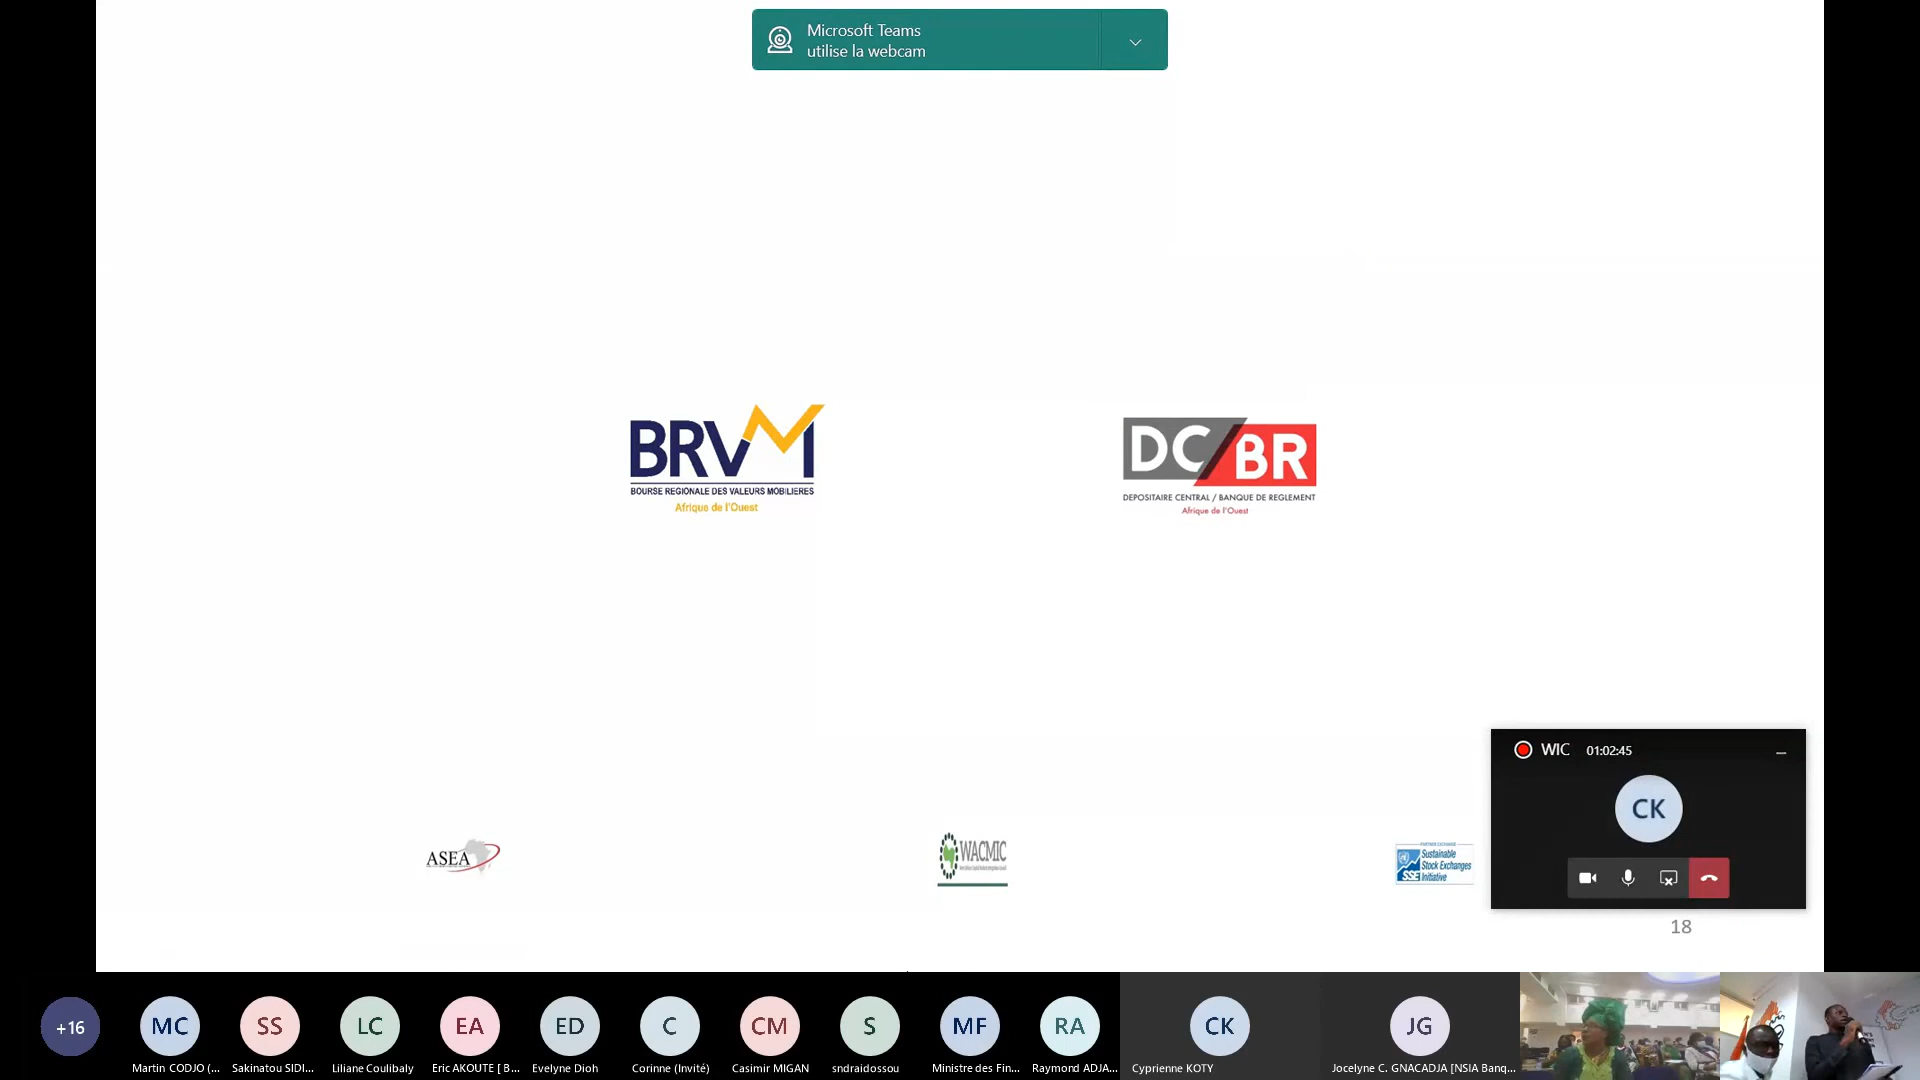 Microsoft Teams
utilise la webcam
BRVM
BOURSE REGIONALE DES VALEURS MOBILIERES
Afrique de l'Ouest
DC/BR
DEPOSITAIRE CENTRAL / BANQUE DE REGLEMENT
Afrique de l'Ouest
WIC 01:02:45
CK
ASEA
WACMIC
PARTNER EXCHANGE
Sustainable
Stock Exchanges
Initiative
SSE
18
+16
MC
SS
LC
EA
ED
C
CM
S
MF
RA
CK
JG
Martin CODJO (...
Sakinatou SIDI...
Liliane Coulibaly
Eric AKOUTE [ B...
Evelyne Dioh
Corinne (Invité)
Casimir MIGAN
sndraidossou
Ministre des Fin...
Raymond ADJA...
Cyprienne KOTY
Jocelyne C. GNACADJA [NSIA Banq...